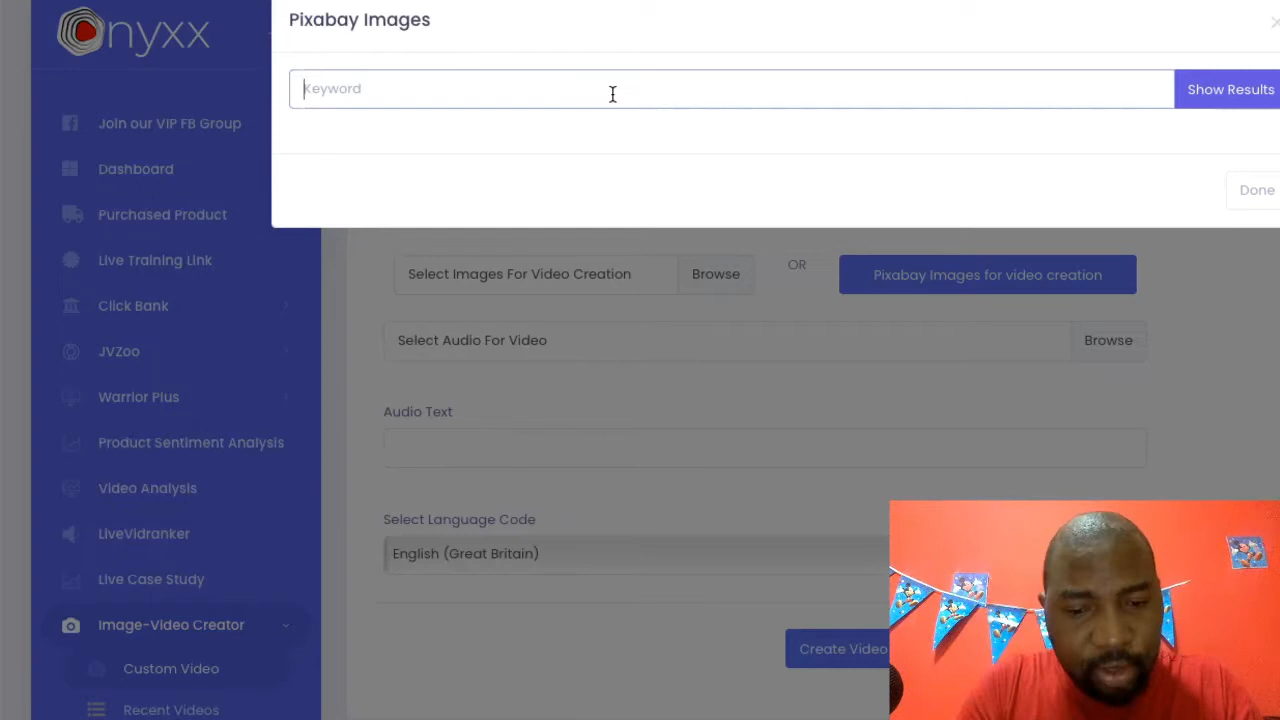 Pixabay Images
nyxx
Keyword
Show Results
Join our VIP FB Group
Dashboard
Done
Purchased Product
Live Training Link
Select Images For Video Creation
Browse
OR
Pixabay Images for video creation
Click Bank
JVZoo
Select Audio For Video
Browse
Warrior Plus
Audio Text
Product Sentiment Analysis
Video Analysis
Select Language Code
LiveVidranker
English (Great Britain)
Live Case Study
Image-Video Creator
Create Video
Custom Video
Recent Videos